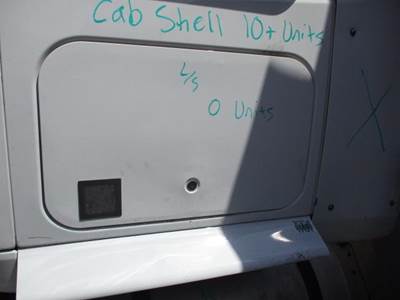 Cab Shell 10+ Units
L/S
0 Units
X